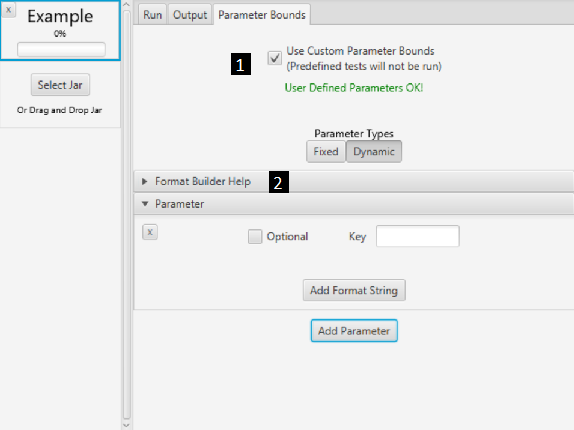 x
Example
0%
Select Jar
Or Drag and Drop Jar
Run Output Parameter Bounds
1
Use Custom Parameter Bounds
(Predefined tests will not be run)
User Defined Parameters OK!
Parameter Types
Fixed Dynamic
Format Builder Help 2
Parameter
x Optional Key
Add Format String
Add Parameter